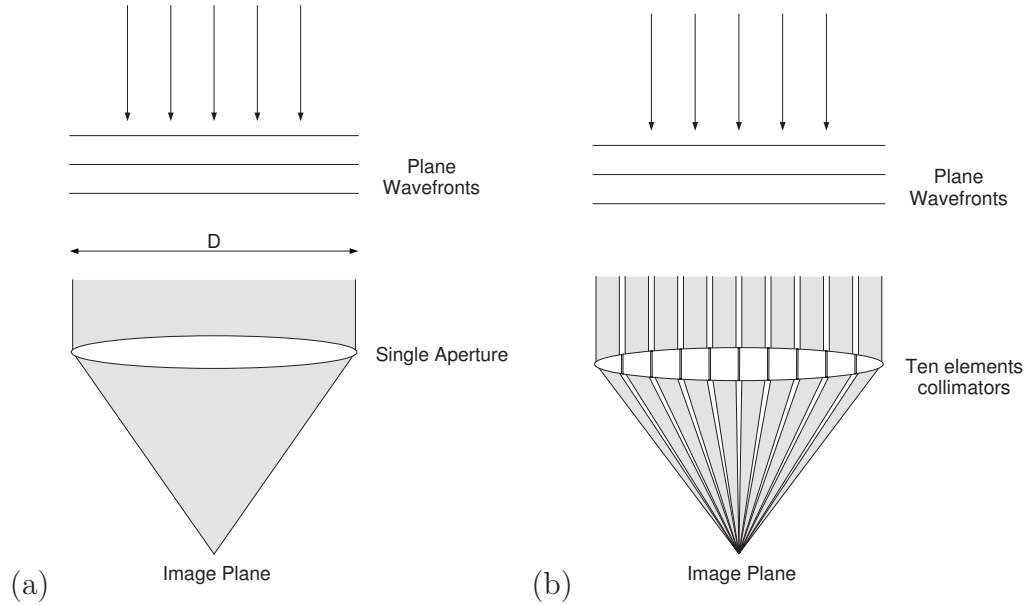 Plane
Wavefronts
D
Single Aperture
Image Plane
(a)
Plane
Wavefronts
Ten elements
collimators
Image Plane
(b)